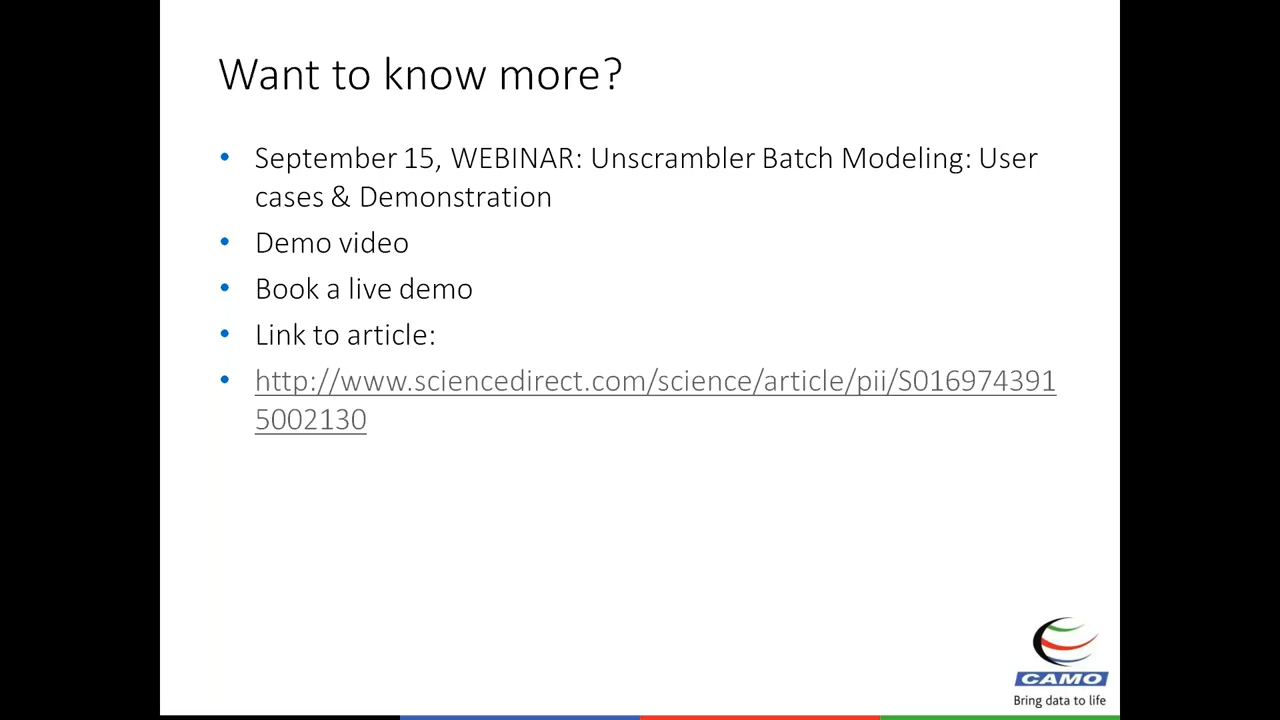 Want to know more?
• September 15, WEBINAR: Unscrambler Batch Modeling: User
cases & Demonstration
• Demo video
• Book a live demo
• Link to article:
• http://www.sciencedirect.com/science/article/pii/S016974391
5002130
CAMO
Bring data to life